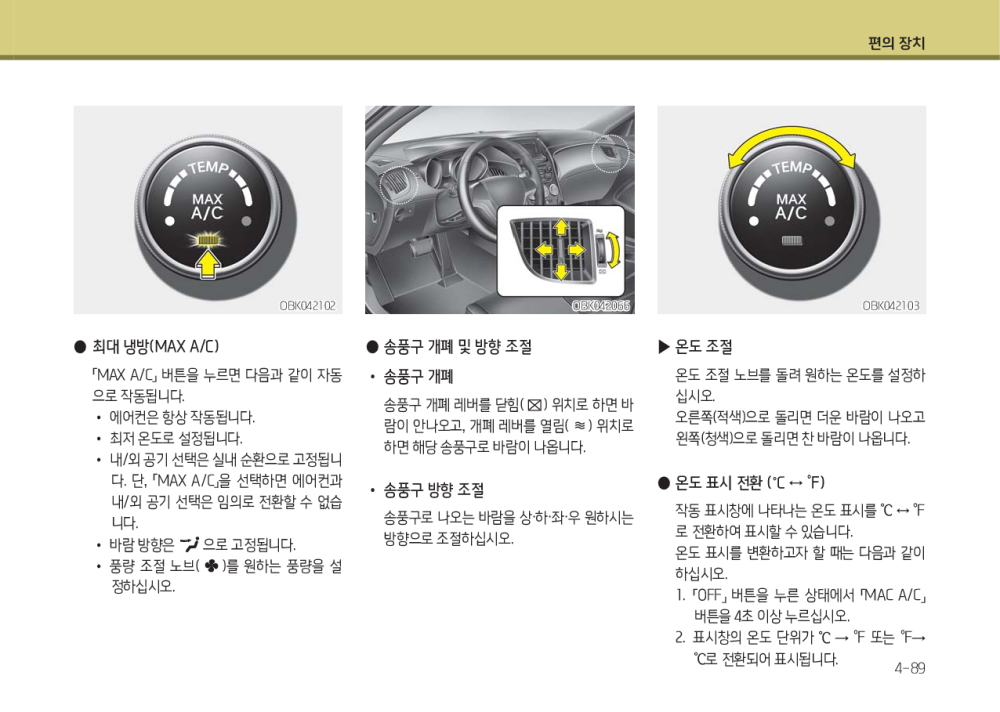 편의 장치
TEMP
MAX
A/C
OBK042102
● 최대 냉방(MAX A/C)
「MAX A/C」 버튼을 누르면 다음과 같이 자동
으로 작동됩니다.
• 에어컨은 항상 작동됩니다.
• 최저 온도로 설정됩니다.
• 내/외 공기 선택은 실내 순환으로 고정됩니
다. 단, 「MAX A/C」을 선택하면 에어컨과
내/외 공기 선택은 임의로 전환할 수 없습
니다.
• 바람 방향은 으로 고정됩니다.
• 풍량 조절 노브( )를 원하는 풍량을 설
정하십시오.
OBK042066
● 송풍구 개폐 및 방향 조절
• 송풍구 개폐
송풍구 개폐 레버를 닫힘( ) 위치로 하면 바
람이 안나오고, 개폐 레버를 열림( ) 위치로
하면 해당 송풍구로 바람이 나옵니다.
• 송풍구 방향 조절
송풍구로 나오는 바람을 상·하·좌·우 원하시는
방향으로 조절하십시오.
TEMP
MAX
A/C
OBK042103
▶ 온도 조절
온도 조절 노브를 돌려 원하는 온도를 설정하
십시오.
오른쪽(적색)으로 돌리면 더운 바람이 나오고
왼쪽(청색)으로 돌리면 찬 바람이 나옵니다.
● 온도 표시 전환 (℃ ↔ ℉)
작동 표시창에 나타나는 온도 표시를 ℃ ↔ ℉
로 전환하여 표시할 수 있습니다.
온도 표시를 변환하고자 할 때는 다음과 같이
하십시오.
1. 「OFF」 버튼을 누른 상태에서 「MAC A/C」
버튼을 4초 이상 누르십시오.
2. 표시창의 온도 단위가 ℃ → ℉ 또는 ℉→
℃로 전환되어 표시됩니다.
4-89